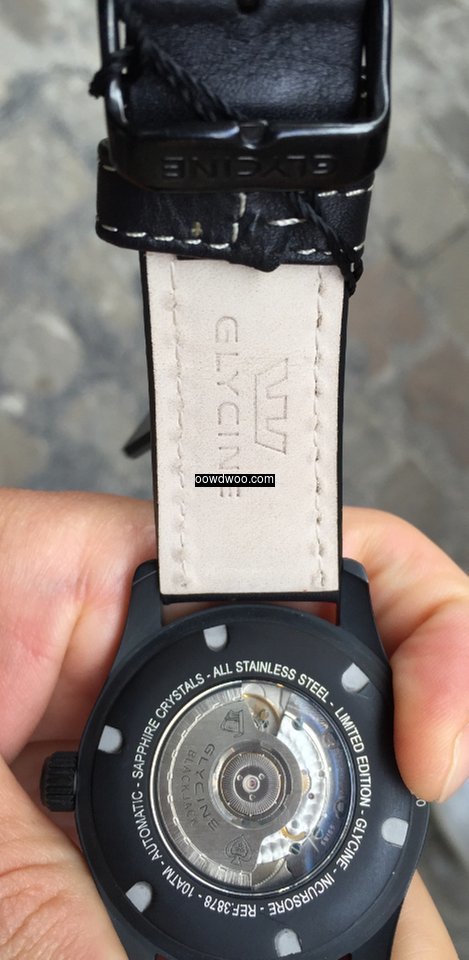 GLYCINE
GLYCINE
oowdwoo.com
SAPPHIRE CRYSTALS - ALL STAINLESS STEEL - LIMITED EDITION - GLYCINE - INCURSORE - REF.3878 - 10ATM - AUTOMATIC -
GLYCINE
BLACKJACK